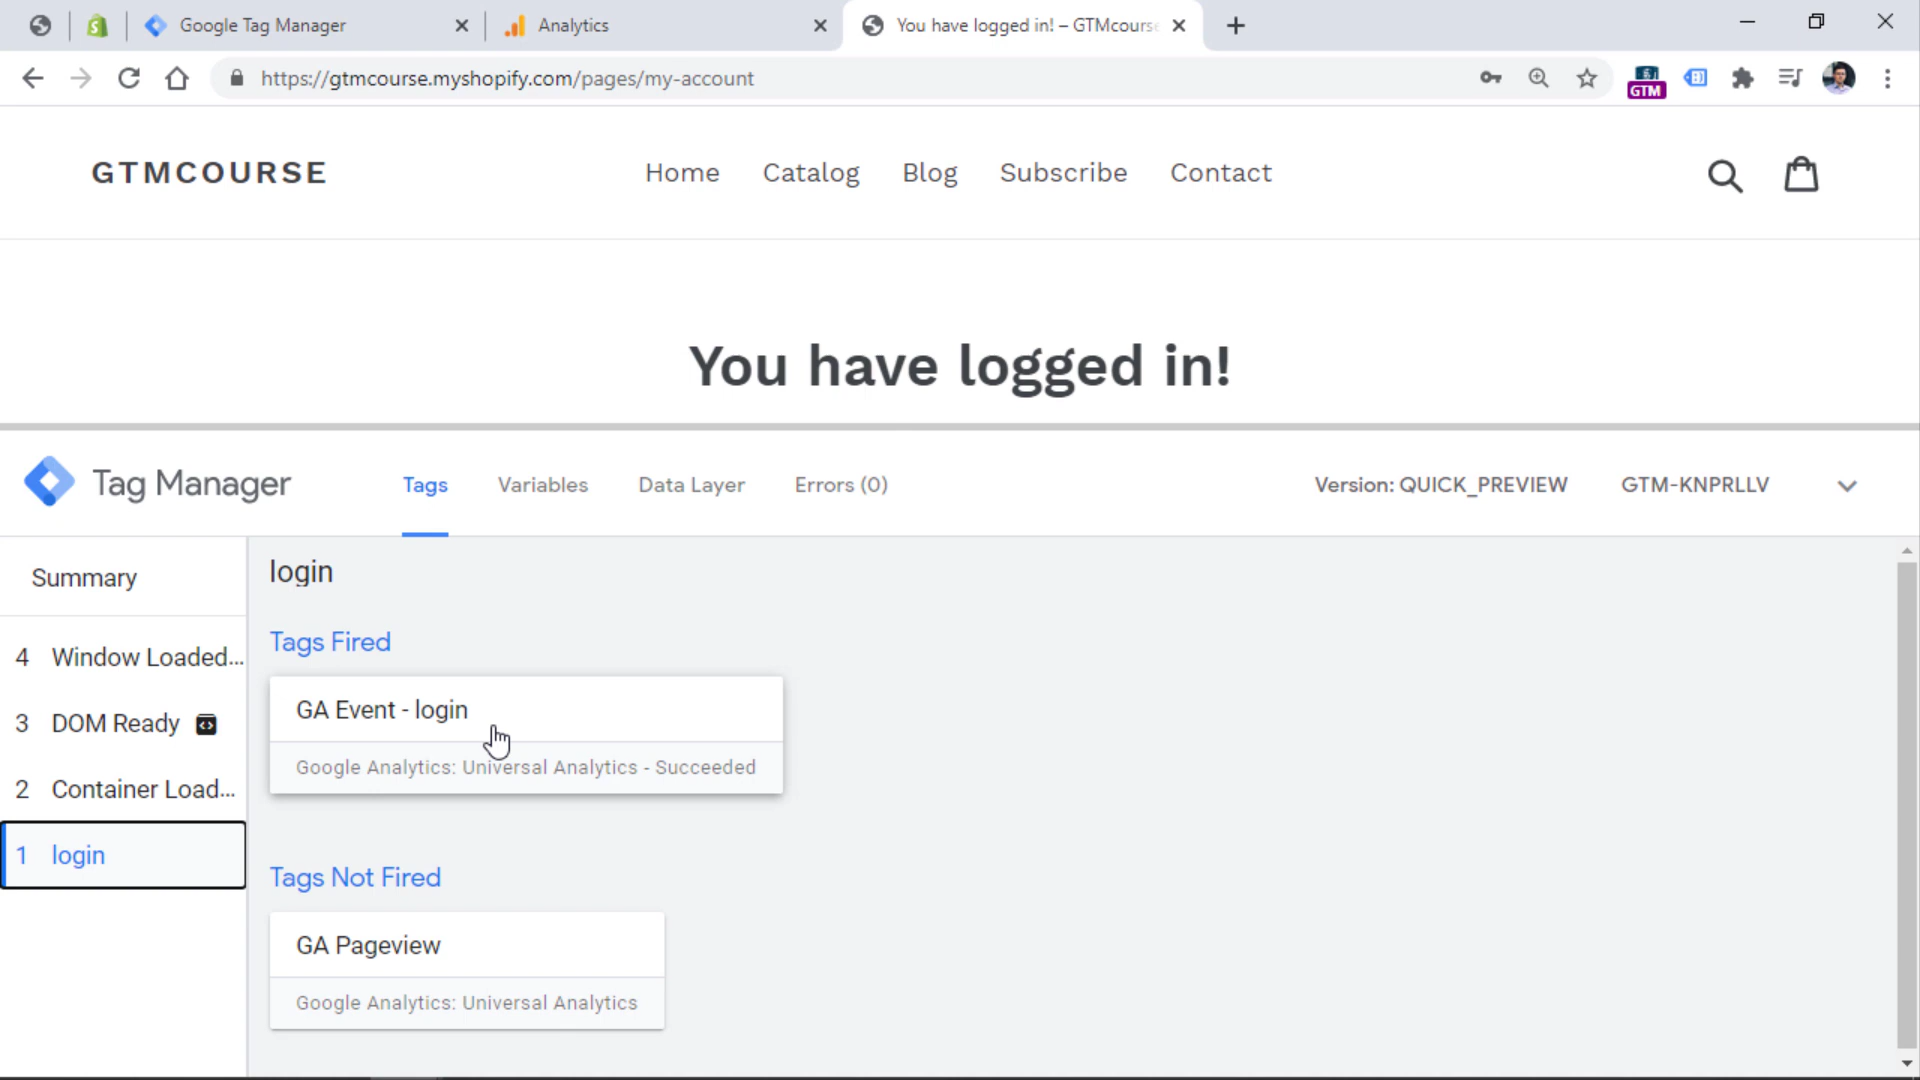 Google Tag Manager
Analytics
You have logged in! – GTMcourse
https://gtmcourse.myshopify.com/pages/my-account
GTM
GTMCOURSE
Home
Catalog
Blog
Subscribe
Contact
You have logged in!
Tag Manager
Tags
Variables
Data Layer
Errors (0)
Version: QUICK_PREVIEW
GTM-KNPRLLV
Summary
4 Window Loaded...
3 DOM Ready
2 Container Load...
1 login
login
Tags Fired
GA Event - login
Google Analytics: Universal Analytics - Succeeded
Tags Not Fired
GA Pageview
Google Analytics: Universal Analytics